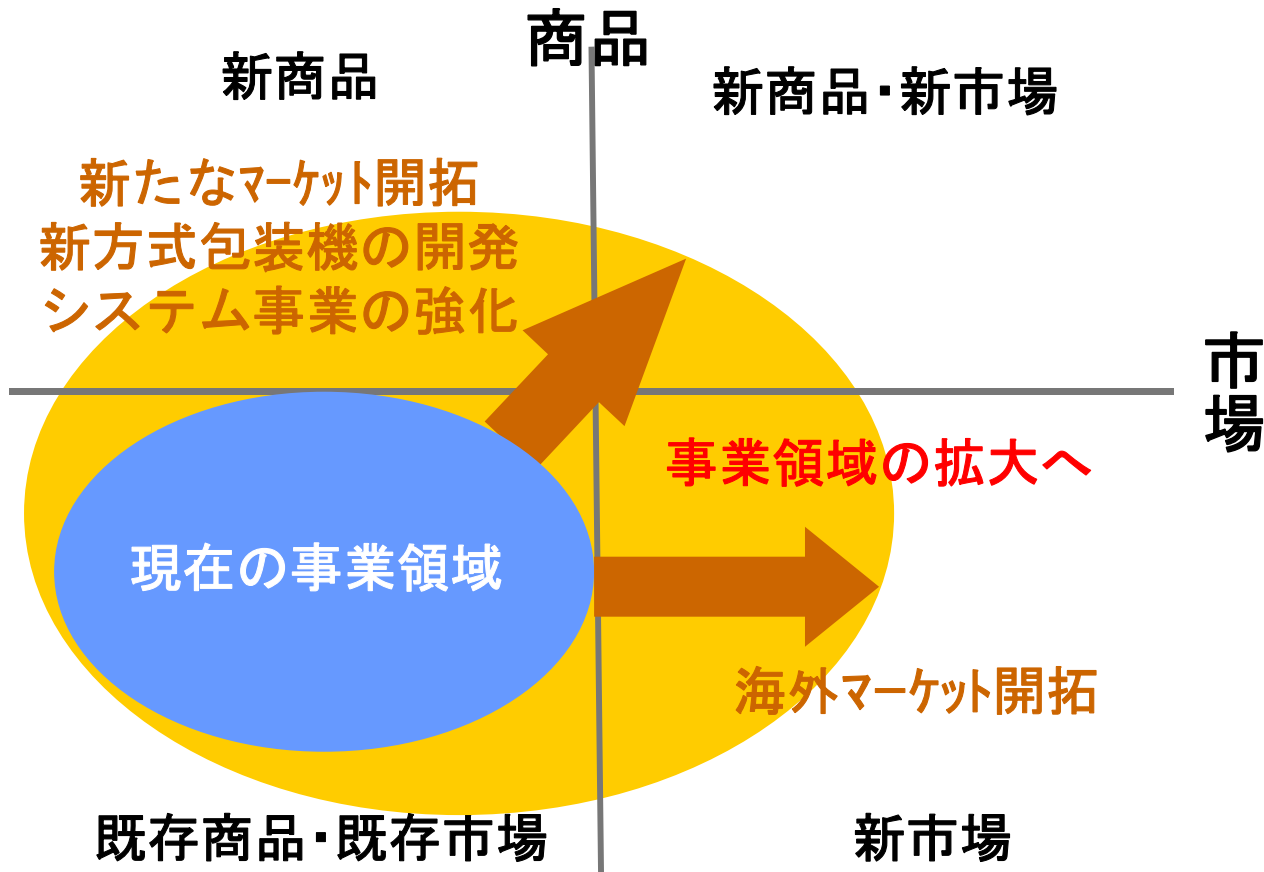 商品
新商品
新商品・新市場
新たなﾏｰｹｯﾄ開拓
新方式包装機の開発
システム事業の強化
市場
事業領域の拡大へ
現在の事業領域
海外ﾏｰｹｯﾄ開拓
既存商品・既存市場
新市場